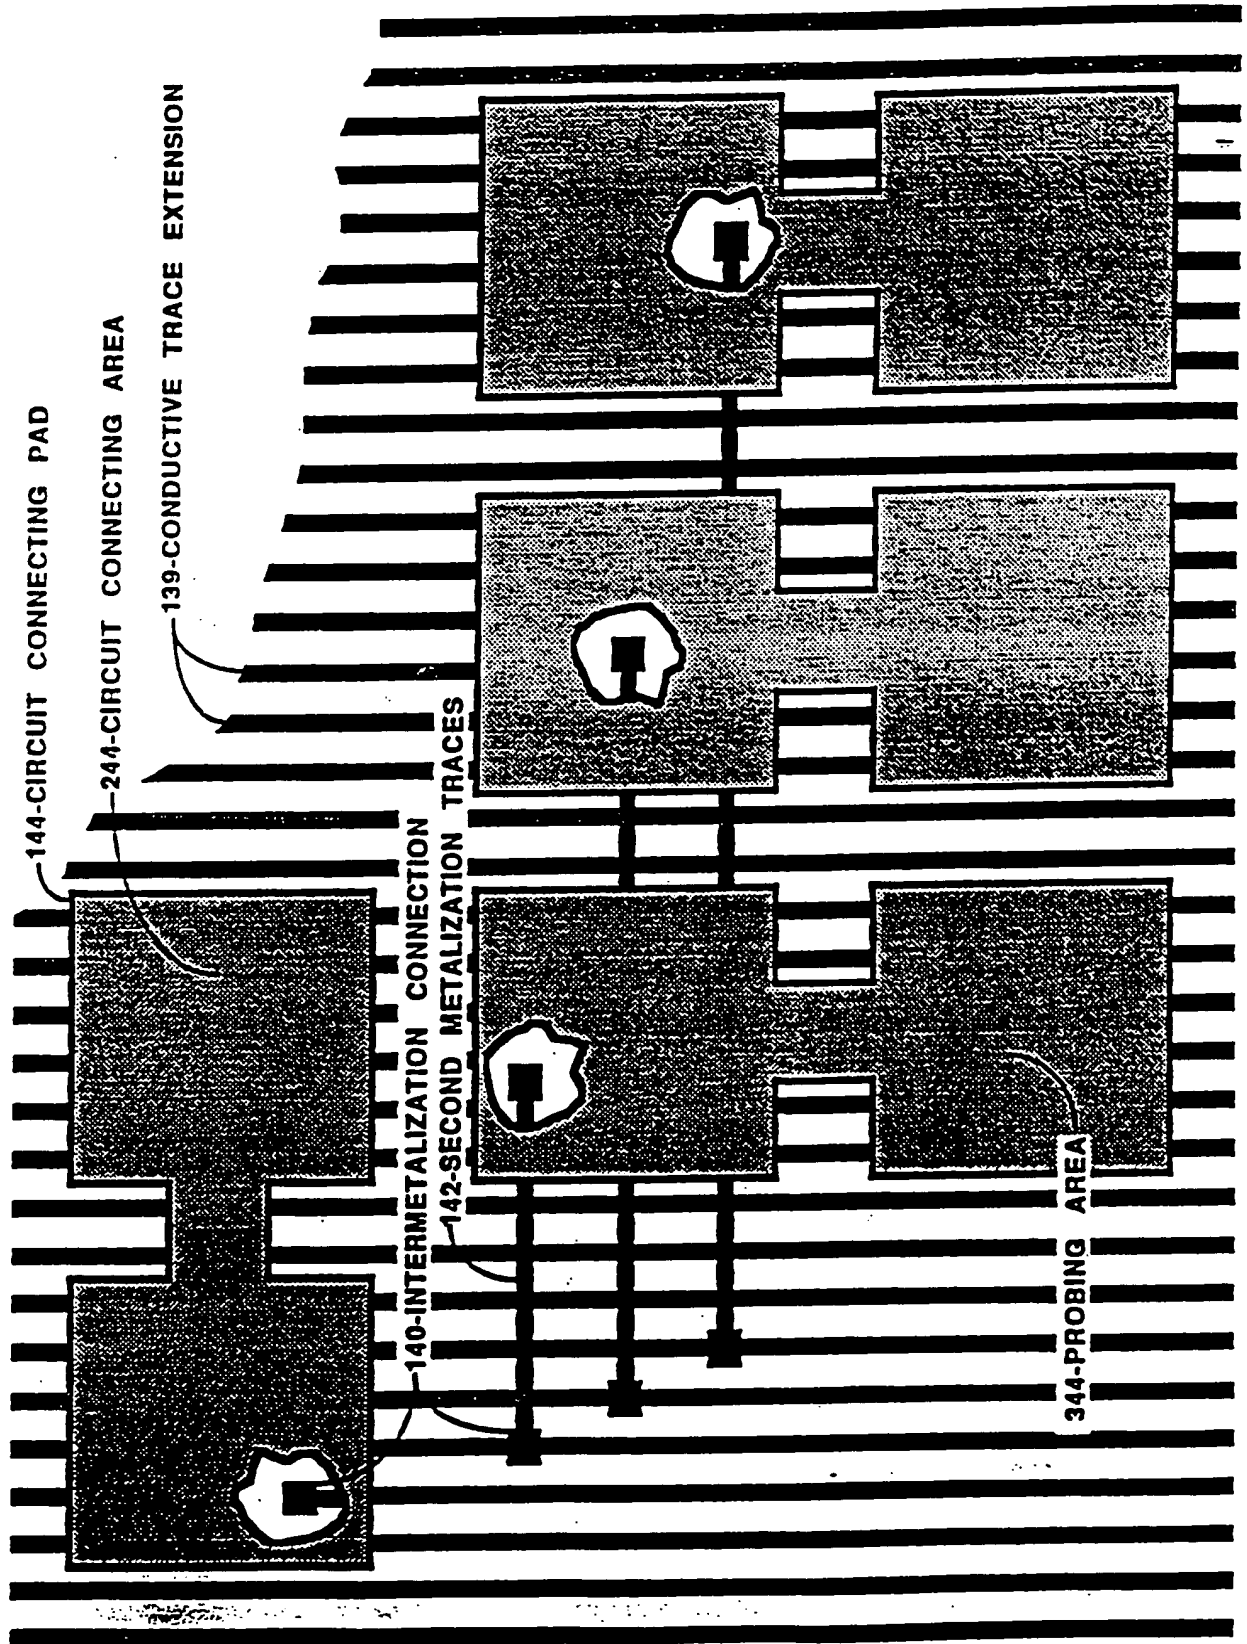 144-CIRCUIT CONNECTING PAD
244-CIRCUIT CONNECTING AREA
139-CONDUCTIVE TRACE EXTENSION
140-INTERMETALIZATION CONNECTION
142-SECOND METALIZATION TRACES
344-PROBING AREA